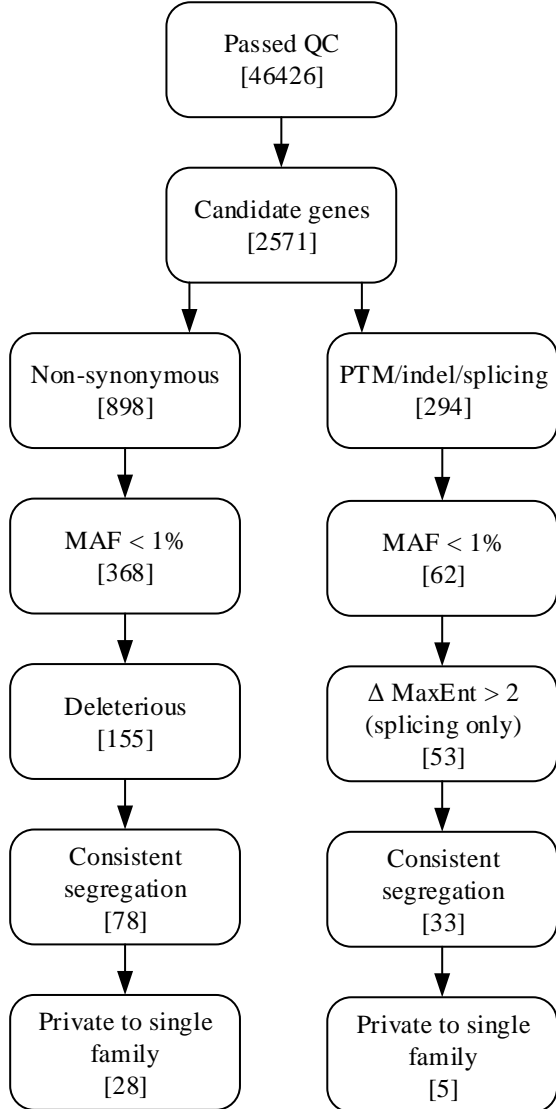 Passed QC
[46426]
Candidate genes
[2571]
Non-synonymous
[898]
PTM/indel/splicing
[294]
MAF < 1%
[368]
MAF < 1%
[62]
Deleterious
[155]
Δ MaxEnt > 2
(splicing only)
[53]
Consistent
segregation
[78]
Consistent
segregation
[33]
Private to single
family
[28]
Private to single
family
[5]